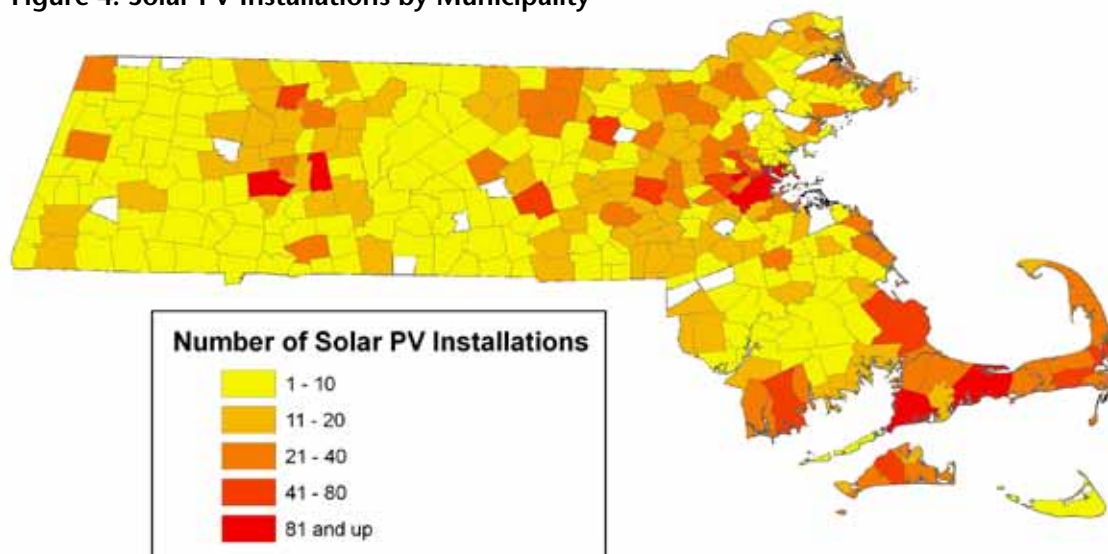 Figure 4. Solar PV Installations by Municipality
Number of Solar PV Installations
1 - 10
11 - 20
21 - 40
41 - 80
81 and up